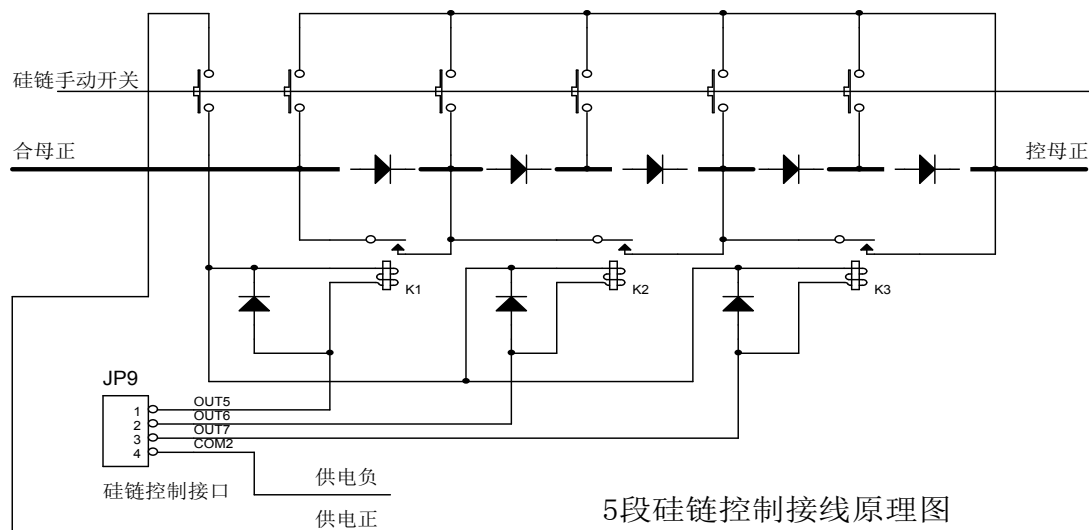 硅链手动开关
合母正
控母正
K1
K2
K3
JP9
1
OUT5
2
OUT6
3
OUT7
4
COM2
硅链控制接口
供电负
供电正
5段硅链控制接线原理图